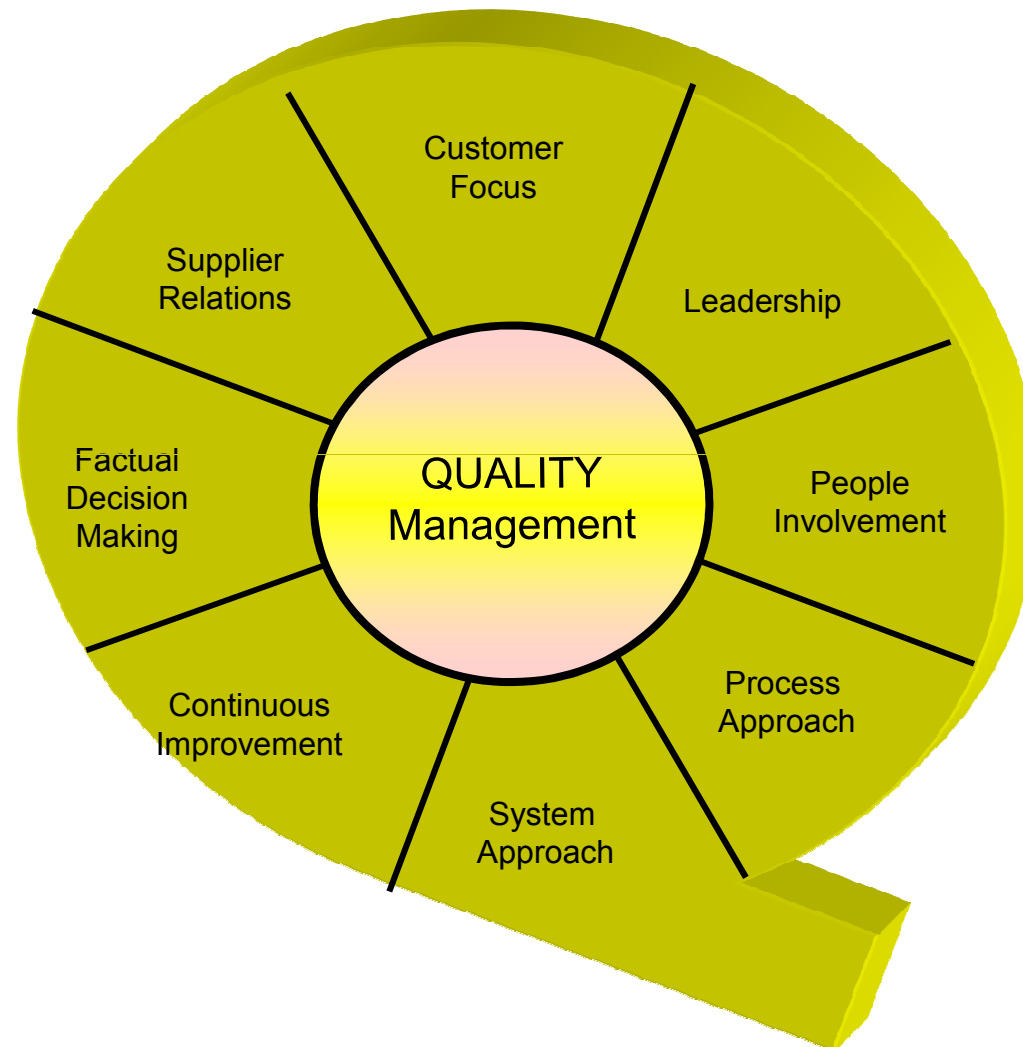 Customer
Focus
Leadership
People
Involvement
Process
Approach
System
Approach
Continuous
Improvement
Factual
Decision
Making
Supplier
Relations
QUALITY
Management